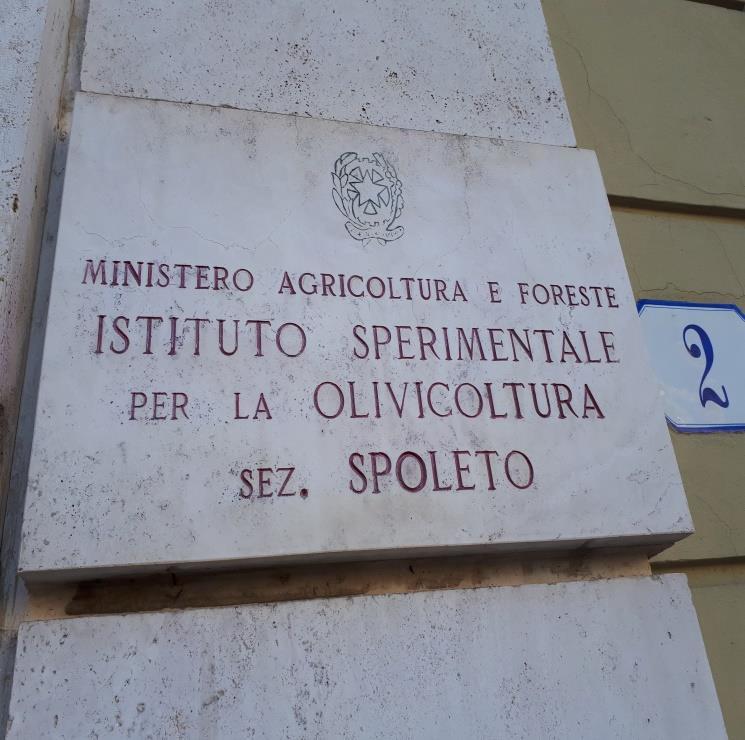 MINISTERO AGRICOLTURA E FORESTE
ISTITUTO SPERIMENTALE
PER LA OLIVICOLTURA
SEZ. SPOLETO
2